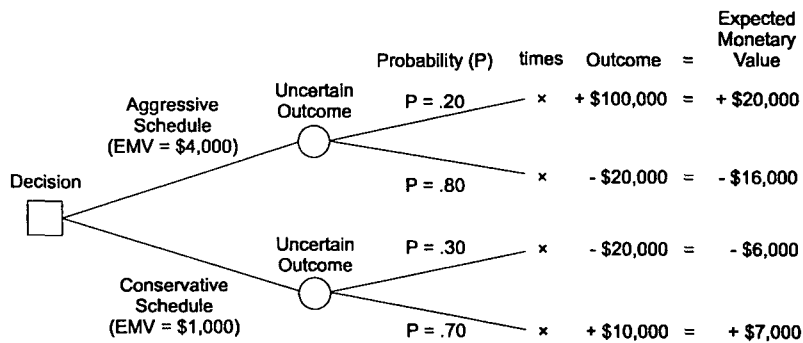 Expected
Monetary
Probability (P) times Outcome = Value
Aggressive
Schedule
(EMV = $4,000)
Uncertain
Outcome
P = .20 × + $100,000 = + $20,000
P = .80 × - $20,000 = - $16,000
Decision
Uncertain
Outcome
P = .30 × - $20,000 = - $6,000
Conservative
Schedule
(EMV = $1,000)
P = .70 × + $10,000 = + $7,000